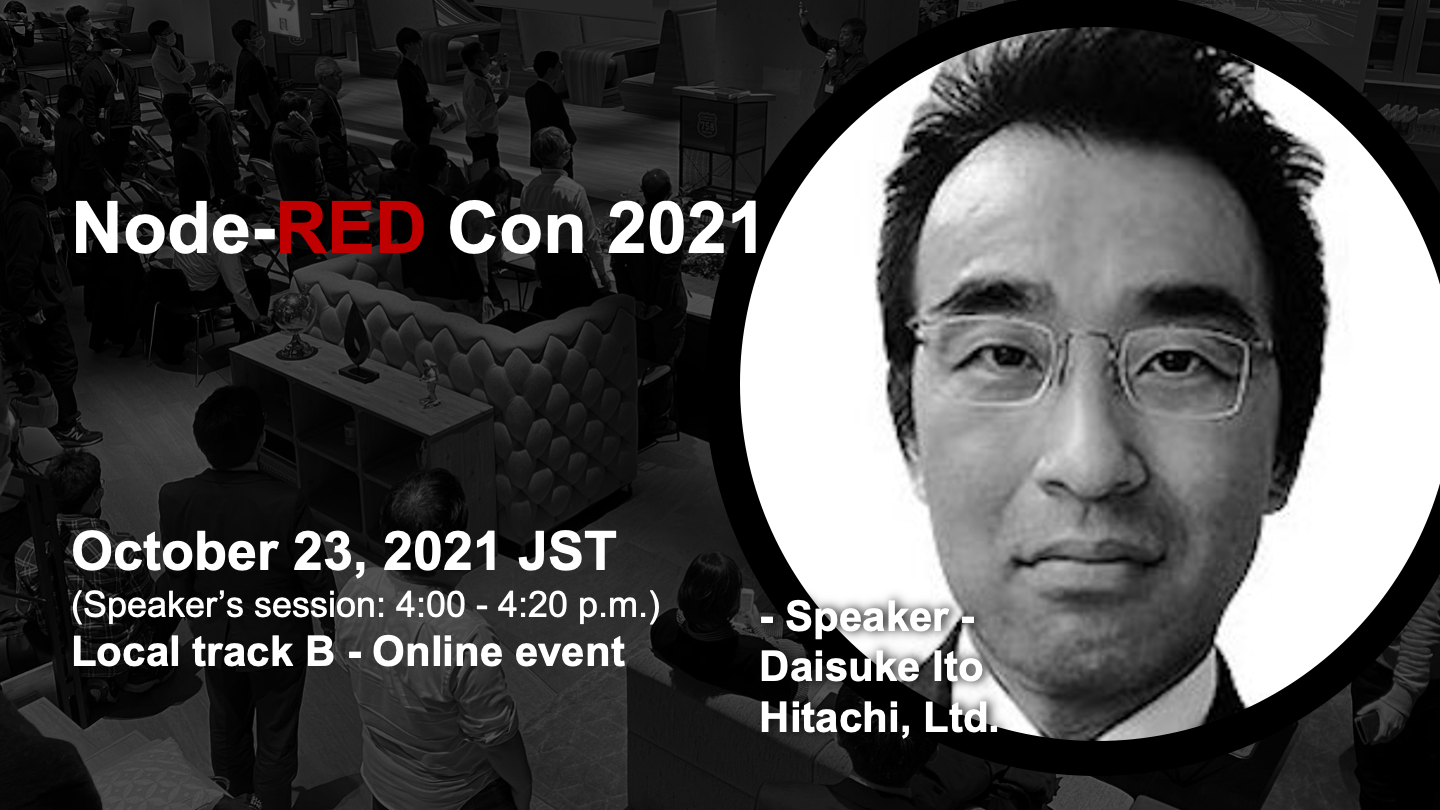 Node-RED Con 2021
October 23, 2021 JST
(Speaker’s session: 4:00 - 4:20 p.m.)
Local track B - Online event
- Speaker -
Daisuke Ito
Hitachi, Ltd.